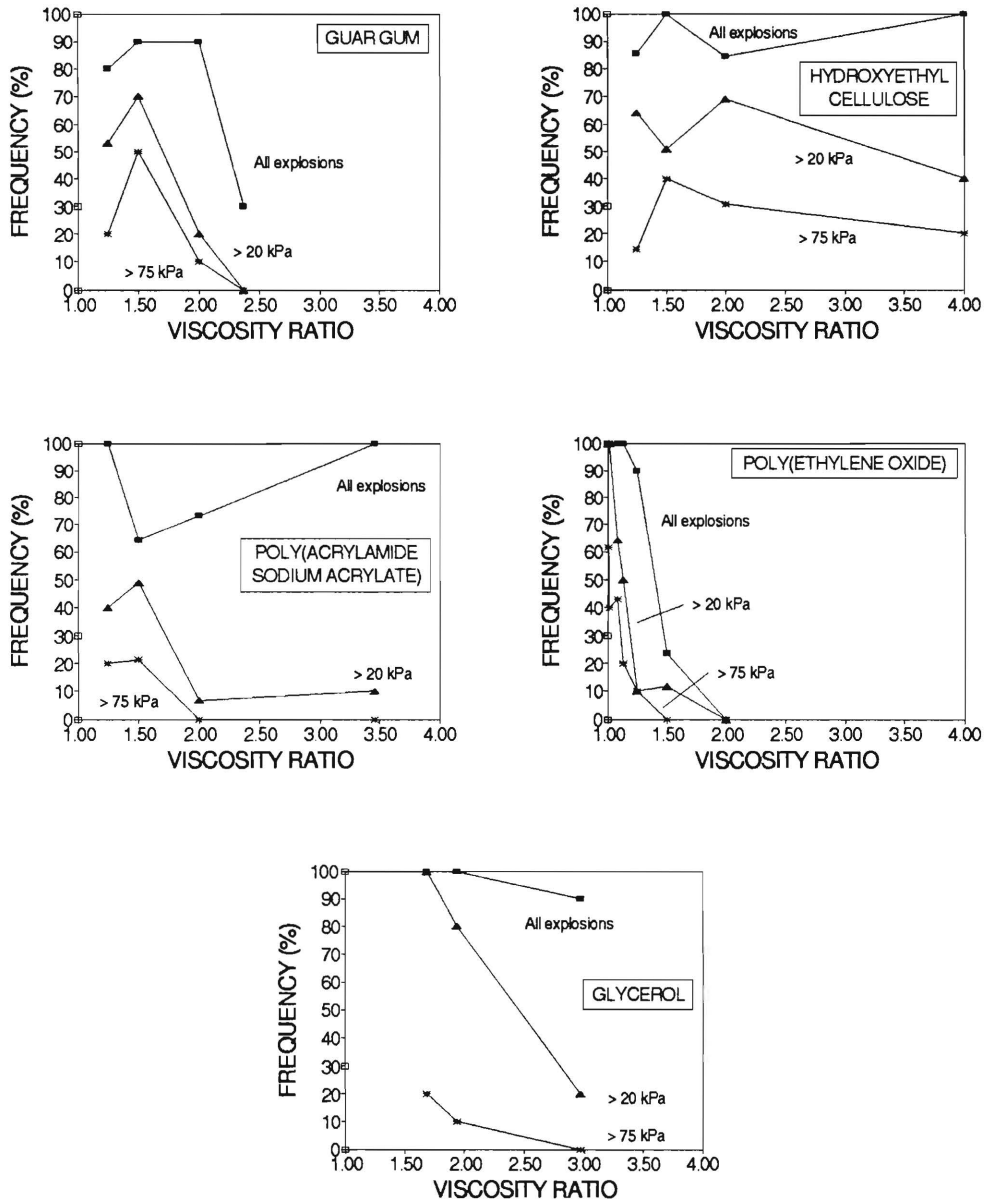 GUAR GUM
FREQUENCY (%)
100
90
80
70
60
50
40
30
20
10
0
All explosions
> 20 kPa
> 75 kPa
1.00 1.50 2.00 2.50 3.00 3.50 4.00
VISCOSITY RATIO
HYDROXYETHYL
CELLULOSE
FREQUENCY (%)
100
90
80
70
60
50
40
30
20
10
0
All explosions
> 20 kPa
> 75 kPa
1.00 1.50 2.00 2.50 3.00 3.50 4.00
VISCOSITY RATIO
POLY(ACRYLAMIDE
SODIUM ACRYLATE)
FREQUENCY (%)
100
90
80
70
60
50
40
30
20
10
0
All explosions
> 20 kPa
> 75 kPa
1.00 1.50 2.00 2.50 3.00 3.50 4.00
VISCOSITY RATIO
POLY(ETHYLENE OXIDE)
FREQUENCY (%)
100
90
80
70
60
50
40
30
20
10
0
All explosions
> 20 kPa
> 75 kPa
1.00 1.50 2.00 2.50 3.00 3.50 4.00
VISCOSITY RATIO
GLYCEROL
FREQUENCY (%)
100
90
80
70
60
50
40
30
20
10
0
All explosions
> 20 kPa
> 75 kPa
1.00 1.50 2.00 2.50 3.00 3.50 4.00
VISCOSITY RATIO